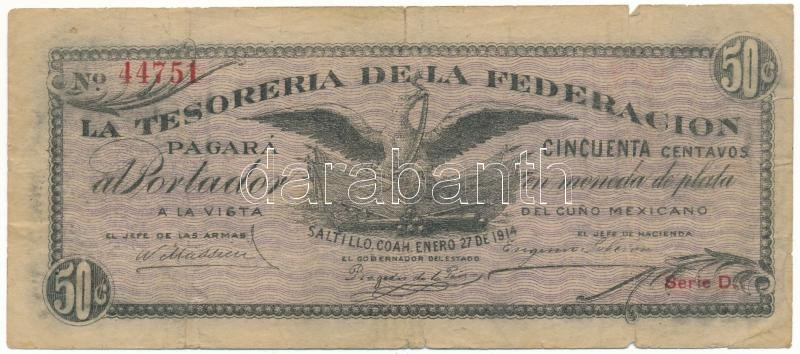 Nº 44751
50¢
LA TESORERIA DE LA FEDERACION
PAGARÁ
CINCUENTA CENTAVOS
al Portador
en moneda de plata
A LA VISTA
DEL CUÑO MEXICANO
SALTILLO, COAH. ENERO 27 DE 1914
EL JEFE DE LAS ARMAS
EL JEFE DE HACIENDA
EL GOBERNADOR DEL ESTADO
50¢
Serie D.
darabanth